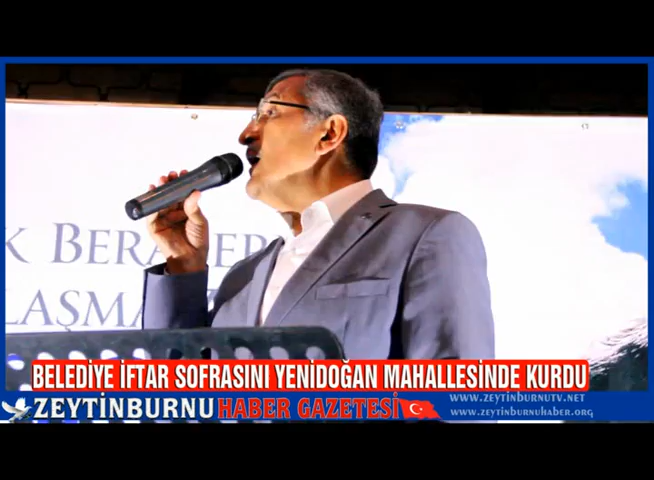 BELEDİYE İFTAR SOFRASINI YENİDOĞAN MAHALLESİNDE KURDU
ZEYTİNBURNU HABER GAZETESİ
WWW.ZEYTINBURNUTV.NET
WWW.ZEYTINBURNUHABER.ORG